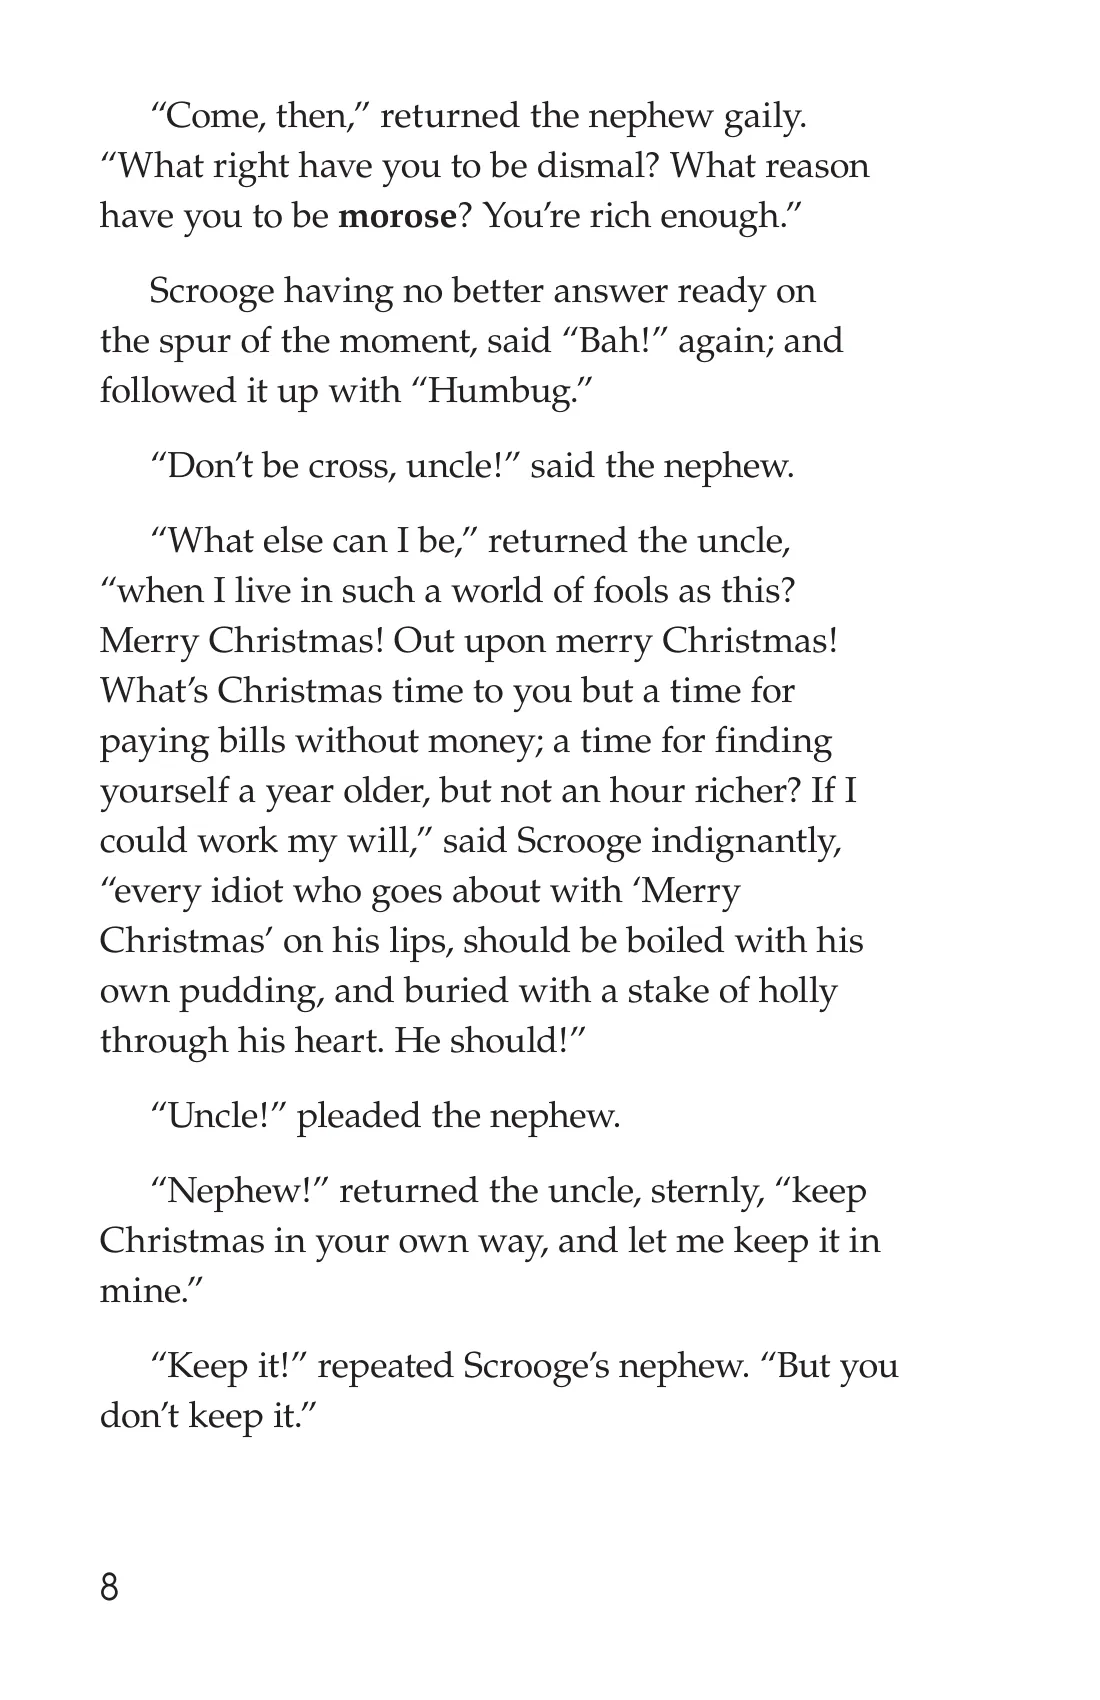 “Come, then,” returned the nephew gaily.
“What right have you to be dismal? What reason
have you to be morose? You’re rich enough.”
Scrooge having no better answer ready on
the spur of the moment, said “Bah!” again; and
followed it up with “Humbug.”
“Don’t be cross, uncle!” said the nephew.
“What else can I be,” returned the uncle,
“when I live in such a world of fools as this?
Merry Christmas! Out upon merry Christmas!
What’s Christmas time to you but a time for
paying bills without money; a time for finding
yourself a year older, but not an hour richer? If I
could work my will,” said Scrooge indignantly,
“every idiot who goes about with ‘Merry
Christmas’ on his lips, should be boiled with his
own pudding, and buried with a stake of holly
through his heart. He should!”
“Uncle!” pleaded the nephew.
“Nephew!” returned the uncle, sternly, “keep
Christmas in your own way, and let me keep it in
mine.”
“Keep it!” repeated Scrooge’s nephew. “But you
don’t keep it.”
8